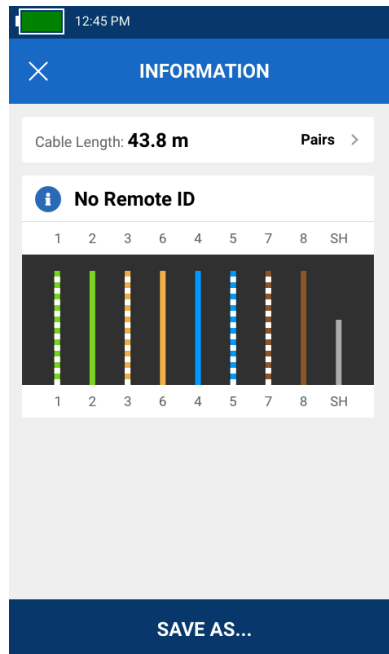 12:45 PM
INFORMATION
Cable Length: 43.8 m Pairs
No Remote ID
1 2 3 6 4 5 7 8 SH
1 2 3 6 4 5 7 8 SH
SAVE AS...